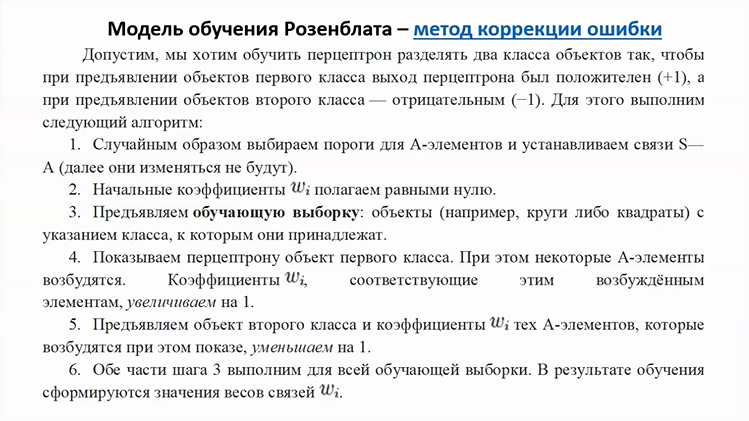 Модель обучения Розенблата – метод коррекции ошибки
Допустим, мы хотим обучить перцептрон разделять два класса объектов так, чтобы
при предъявлении объектов первого класса выход перцептрона был положителен (+1), а
при предъявлении объектов второго класса — отрицательным (−1). Для этого выполним
следующий алгоритм:
1. Случайным образом выбираем пороги для А-элементов и устанавливаем связи S—
А (далее они изменяться не будут).
2. Начальные коэффициенты wᵢ полагаем равными нулю.
3. Предъявляем обучающую выборку: объекты (например, круги либо квадраты) с
указанием класса, к которым они принадлежат.
4. Показываем перцептрону объект первого класса. При этом некоторые А-элементы
возбудятся. Коэффициенты wᵢ, соответствующие этим возбуждённым
элементам, увеличиваем на 1.
5. Предъявляем объект второго класса и коэффициенты wᵢ тех А-элементов, которые
возбудятся при этом показе, уменьшаем на 1.
6. Обе части шага 3 выполним для всей обучающей выборки. В результате обучения
сформируются значения весов связей wᵢ.